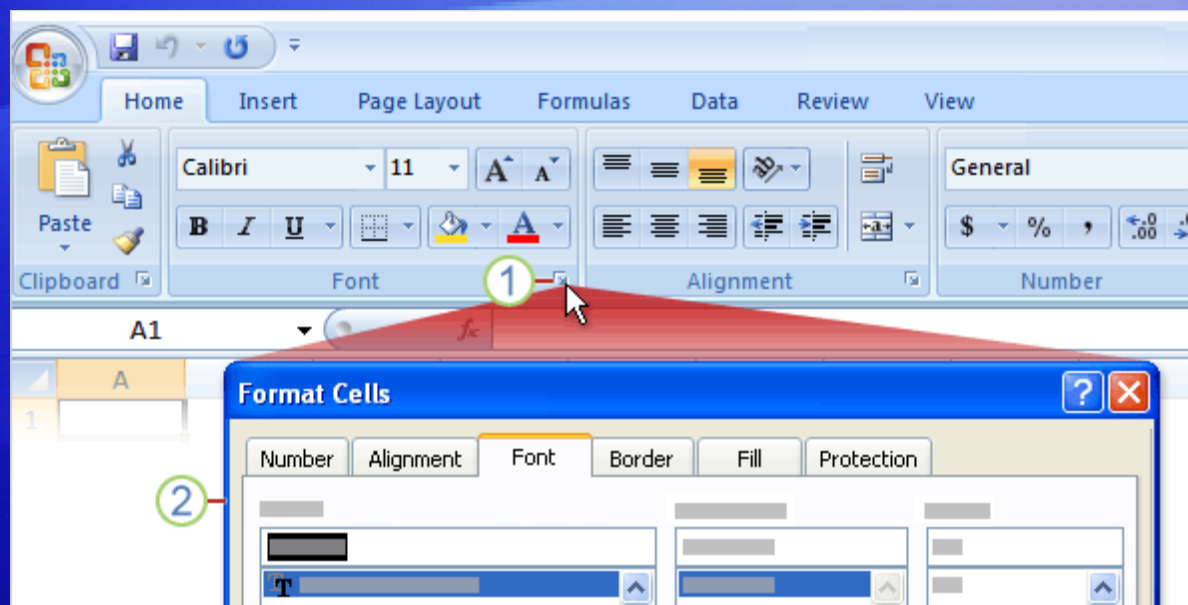 Home Insert Page Layout Formulas Data Review View
Calibri 11 A A General
Paste B I U A $ % , .00
Clipboard Font 1 Alignment Number
A1 fx
A
1
Format Cells
Number Alignment Font Border Fill Protection
2